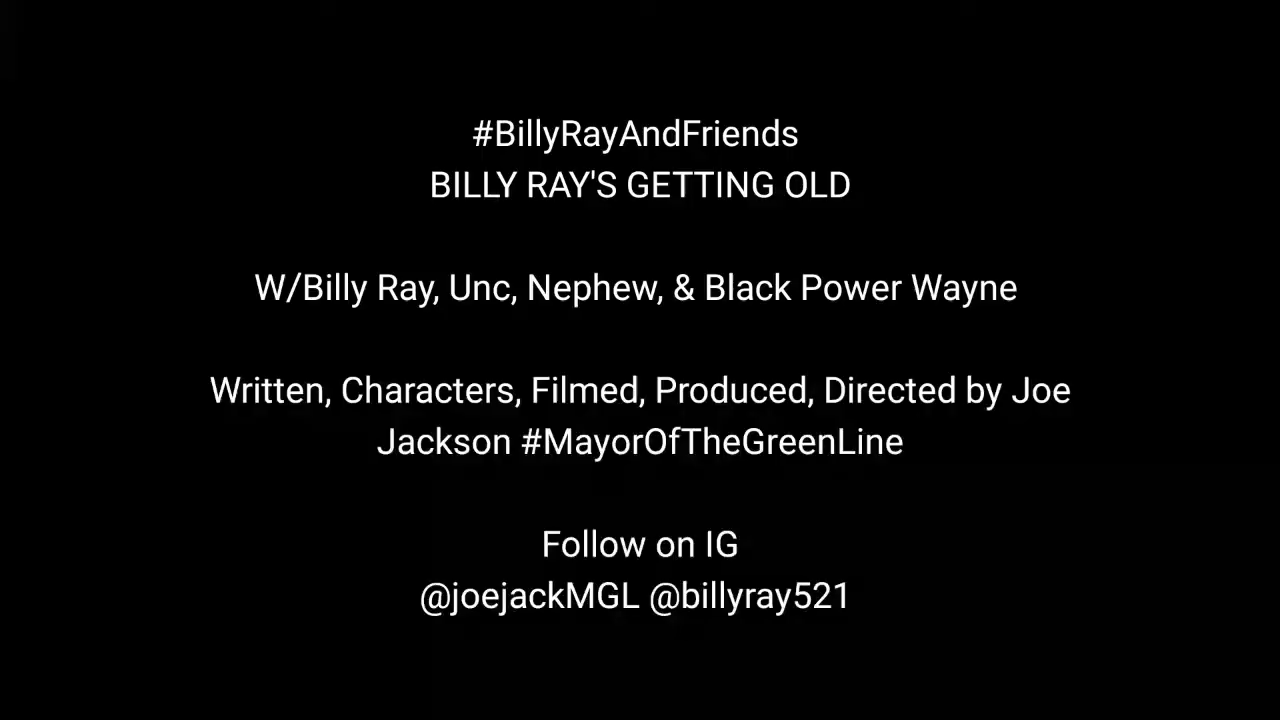 #BillyRayAndFriends
BILLY RAY'S GETTING OLD
W/Billy Ray, Unc, Nephew, & Black Power Wayne
Written, Characters, Filmed, Produced, Directed by Joe
Jackson #MayorOfTheGreenLine
Follow on IG
@joejackMGL @billyray521